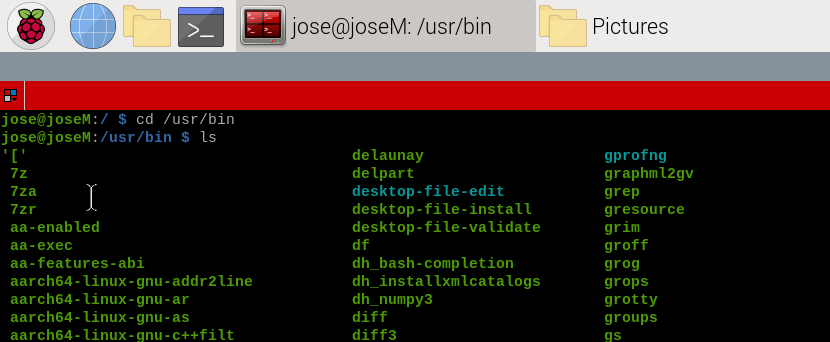 jose@joseM: /usr/bin Pictures
jose@joseM:/ $ cd /usr/bin
jose@joseM:/usr/bin $ ls
'[' delaunay gprofng
7z delpart graphml2gv
7za desktop-file-edit grep
7zr desktop-file-install gresource
aa-enabled desktop-file-validate grim
aa-exec df groff
aa-features-abi dh_bash-completion grog
aarch64-linux-gnu-addr2line dh_installxmlcatalogs grops
aarch64-linux-gnu-ar dh_numpy3 grotty
aarch64-linux-gnu-as diff groups
aarch64-linux-gnu-c++filt diff3 gs